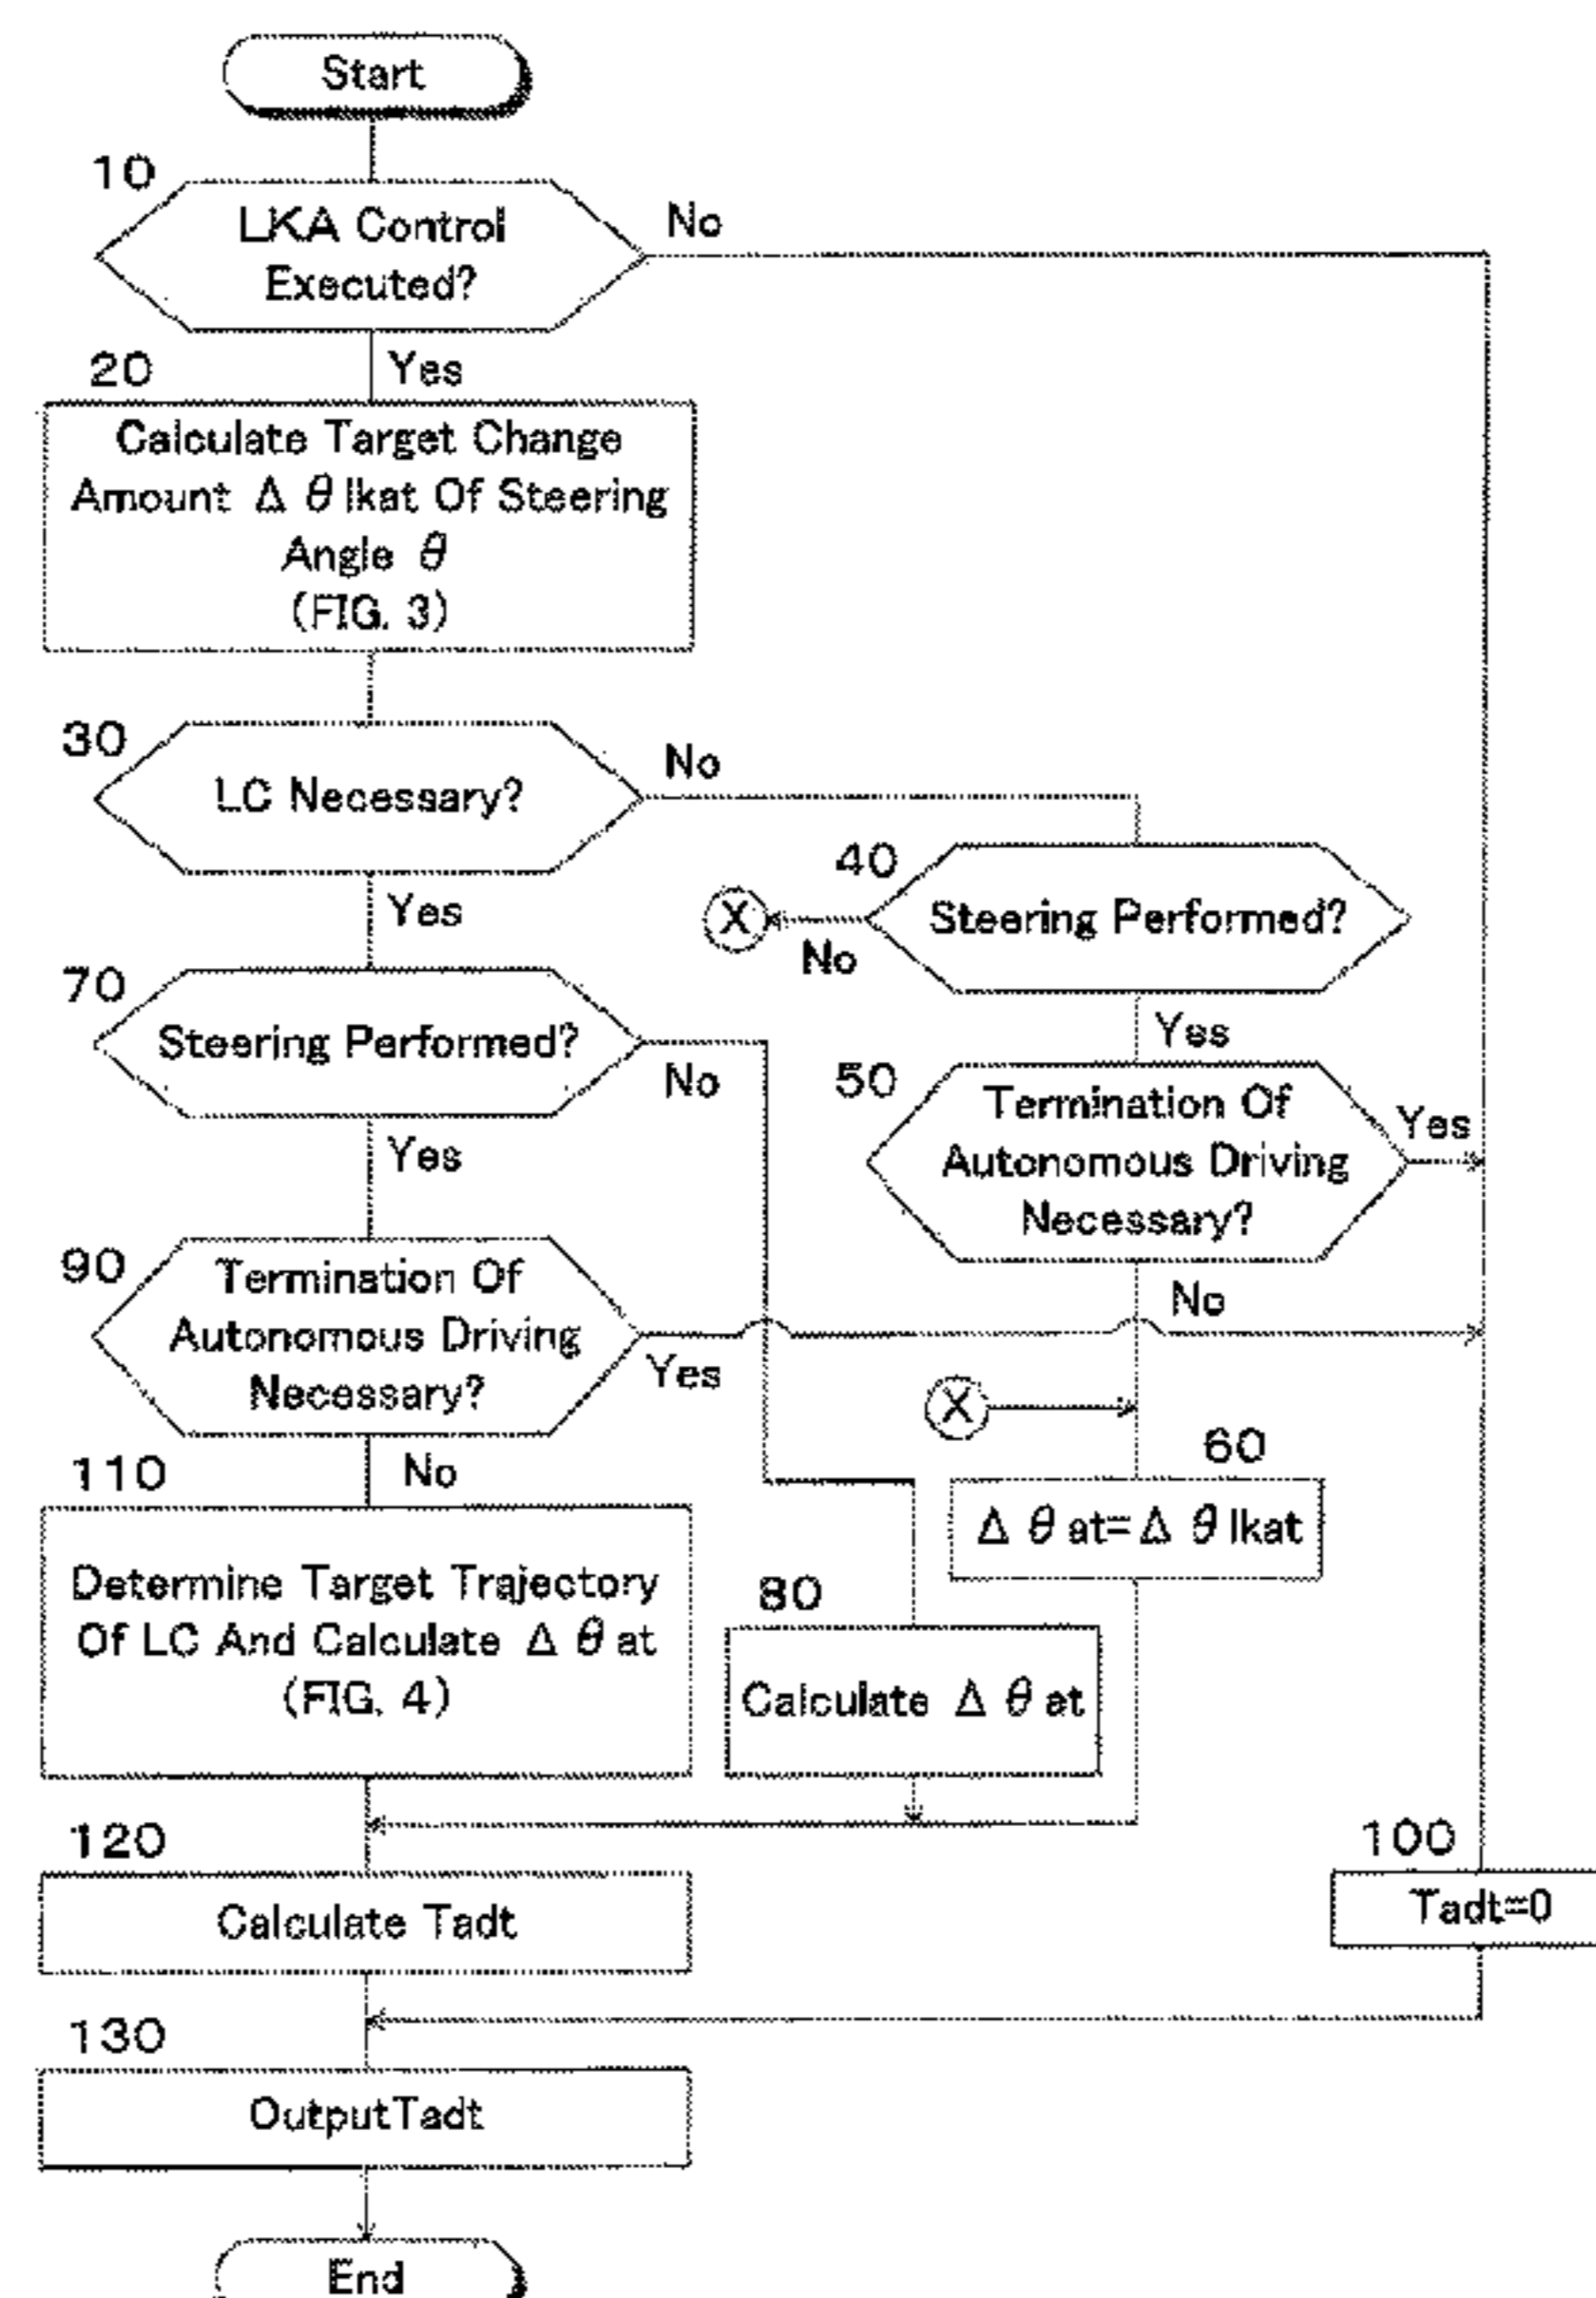 Start
10
LKA Control
Executed?
No
Yes
20
Calculate Target Change
Amount Δ θ lkat Of Steering
Angle θ
(FIG. 3)
30
LC Necessary?
No
Yes
40
Steering Performed?
X
No
Yes
70
Steering Performed?
No
Yes
50
Termination Of
Autonomous Driving
Necessary?
Yes
No
90
Termination Of
Autonomous Driving
Necessary?
Yes
No
X
60
Δ θ at=Δ θ lkat
110
Determine Target Trajectory
Of LC And Calculate Δ θ at
(FIG. 4)
80
Calculate Δ θ at
120
Calculate Tadt
100
Tadt=0
130
OutputTadt
End